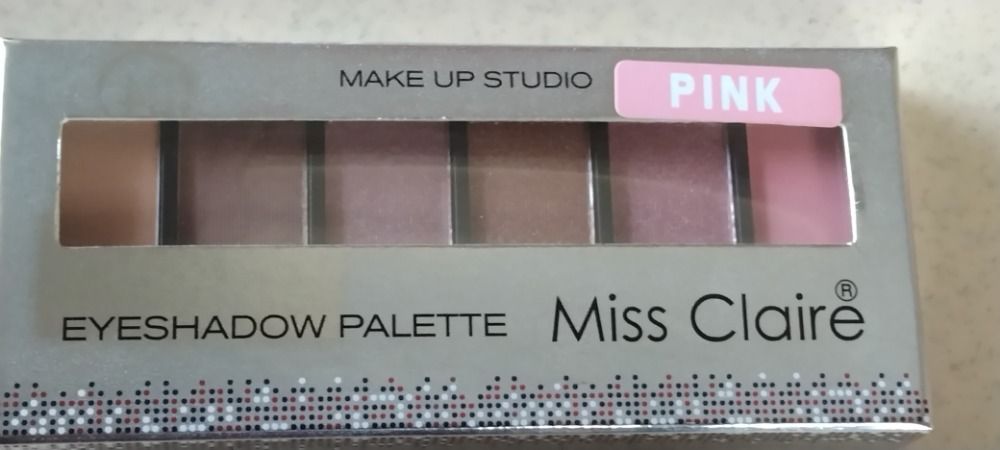 MAKE UP STUDIO
PINK
EYESHADOW PALETTE
Miss Claire®